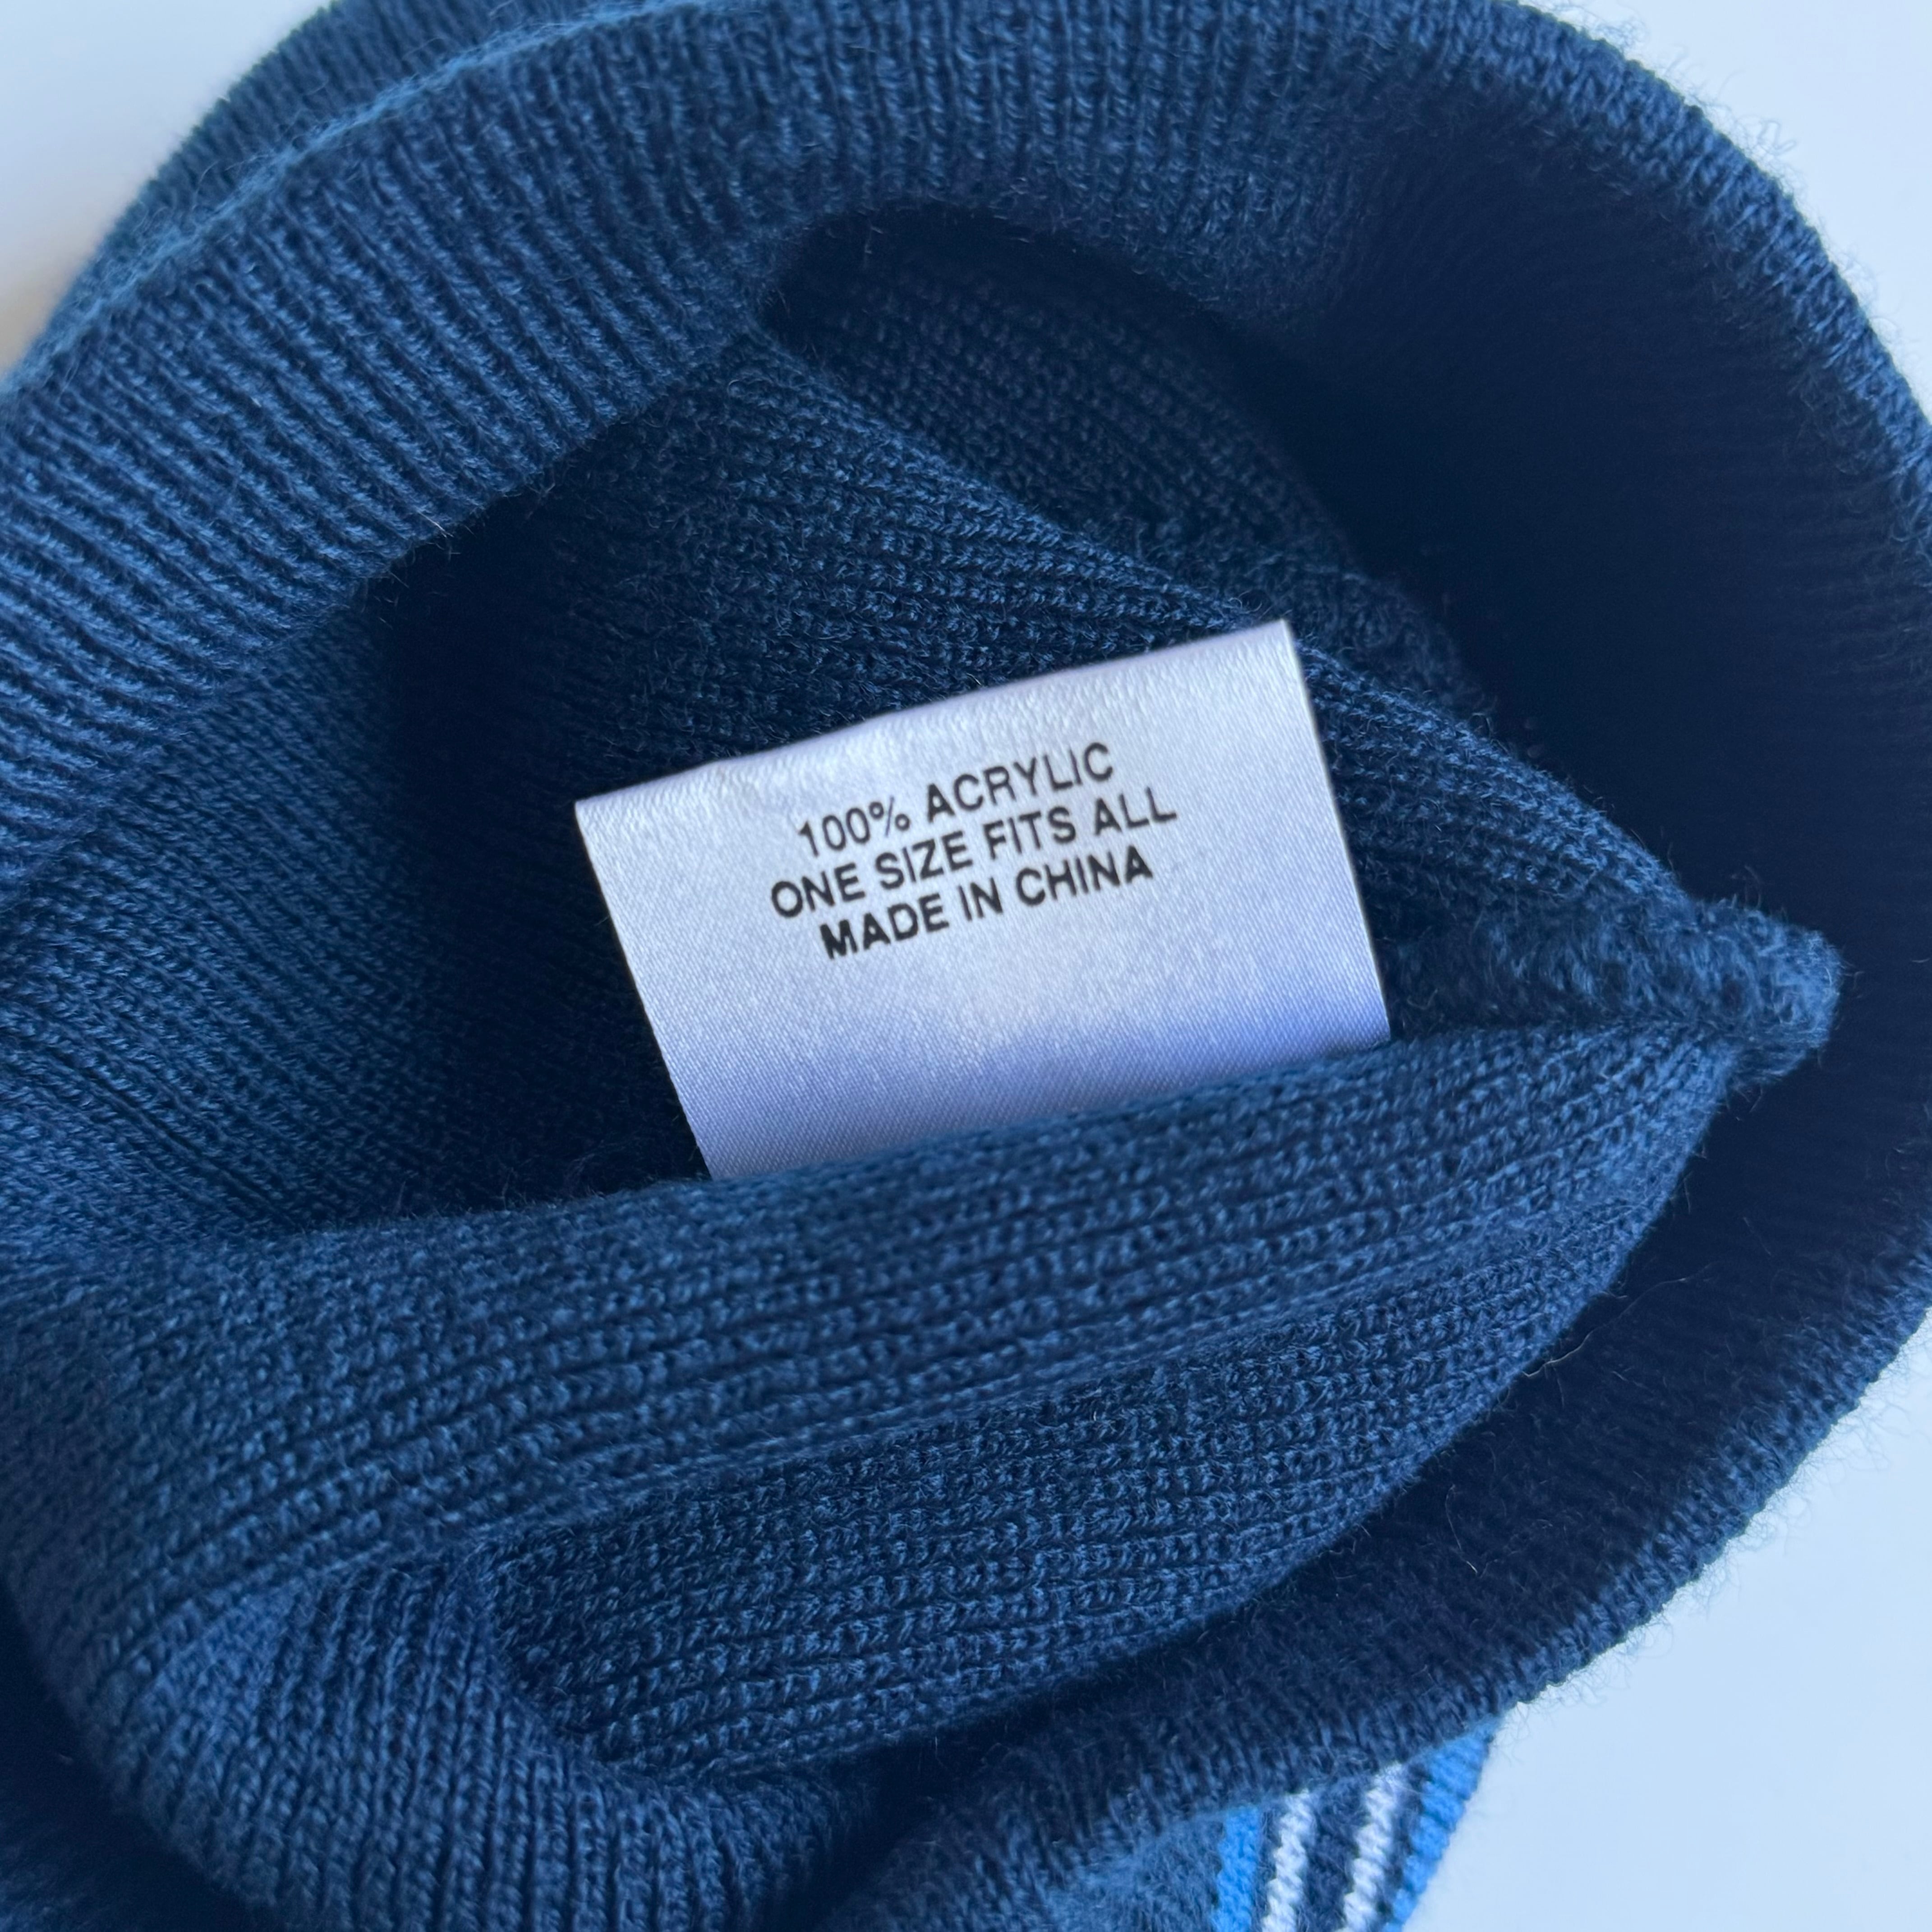 100% ACRYLIC
ONE SIZE FITS ALL
MADE IN CHINA